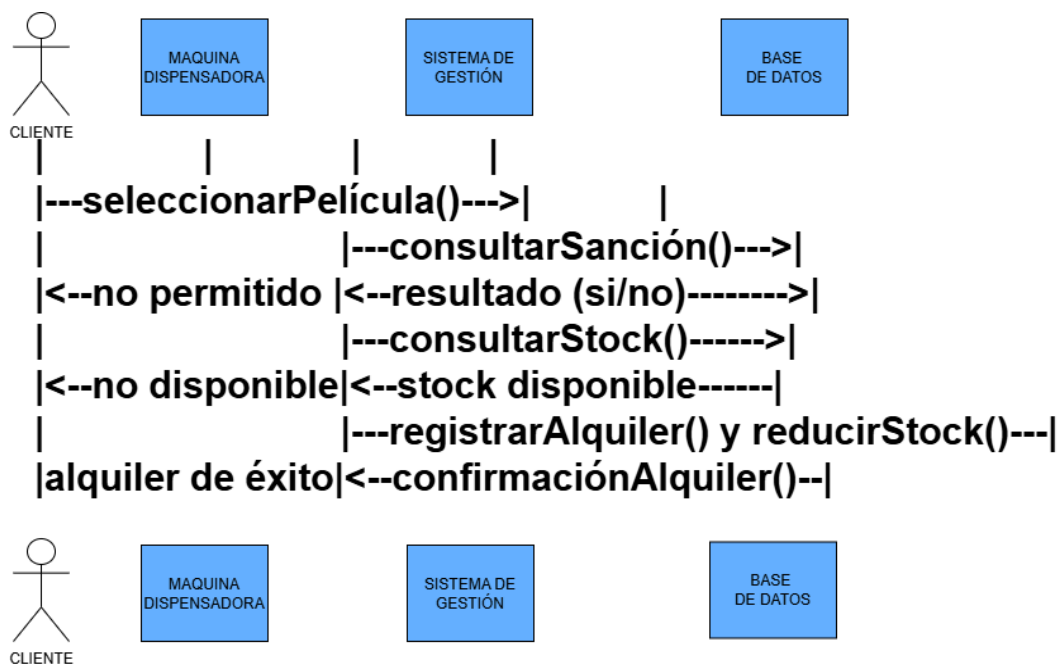 MAQUINA
DISPENSADORA
SISTEMA DE
GESTIÓN
BASE
DE DATOS
CLIENTE
| | | |
|---seleccionarPelícula()--->| |
| |---consultarSanción()--->|
|<--no permitido |<--resultado (si/no)-------->|
| |---consultarStock()------>|
|<--no disponible|<--stock disponible------|
| |---registrarAlquiler() y reducirStock()---|
|alquiler de éxito|<--confirmaciónAlquiler()--|
MAQUINA
DISPENSADORA
SISTEMA DE
GESTIÓN
BASE
DE DATOS
CLIENTE